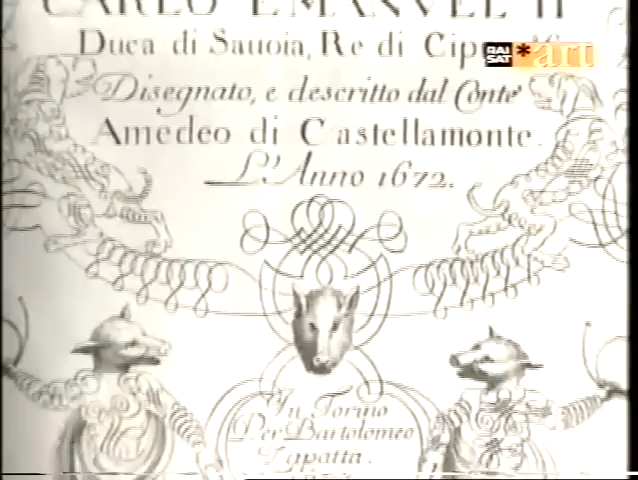 CARLO EMANVEL II
Duca di Sauoia, Re di Cip
RAI
SAT
*art
Disegnato, e descritto dal Conte
Amedeo di Castellamonte.
L'Anno 1672.
In Torino
Per Bartolomeo
Zapatta.